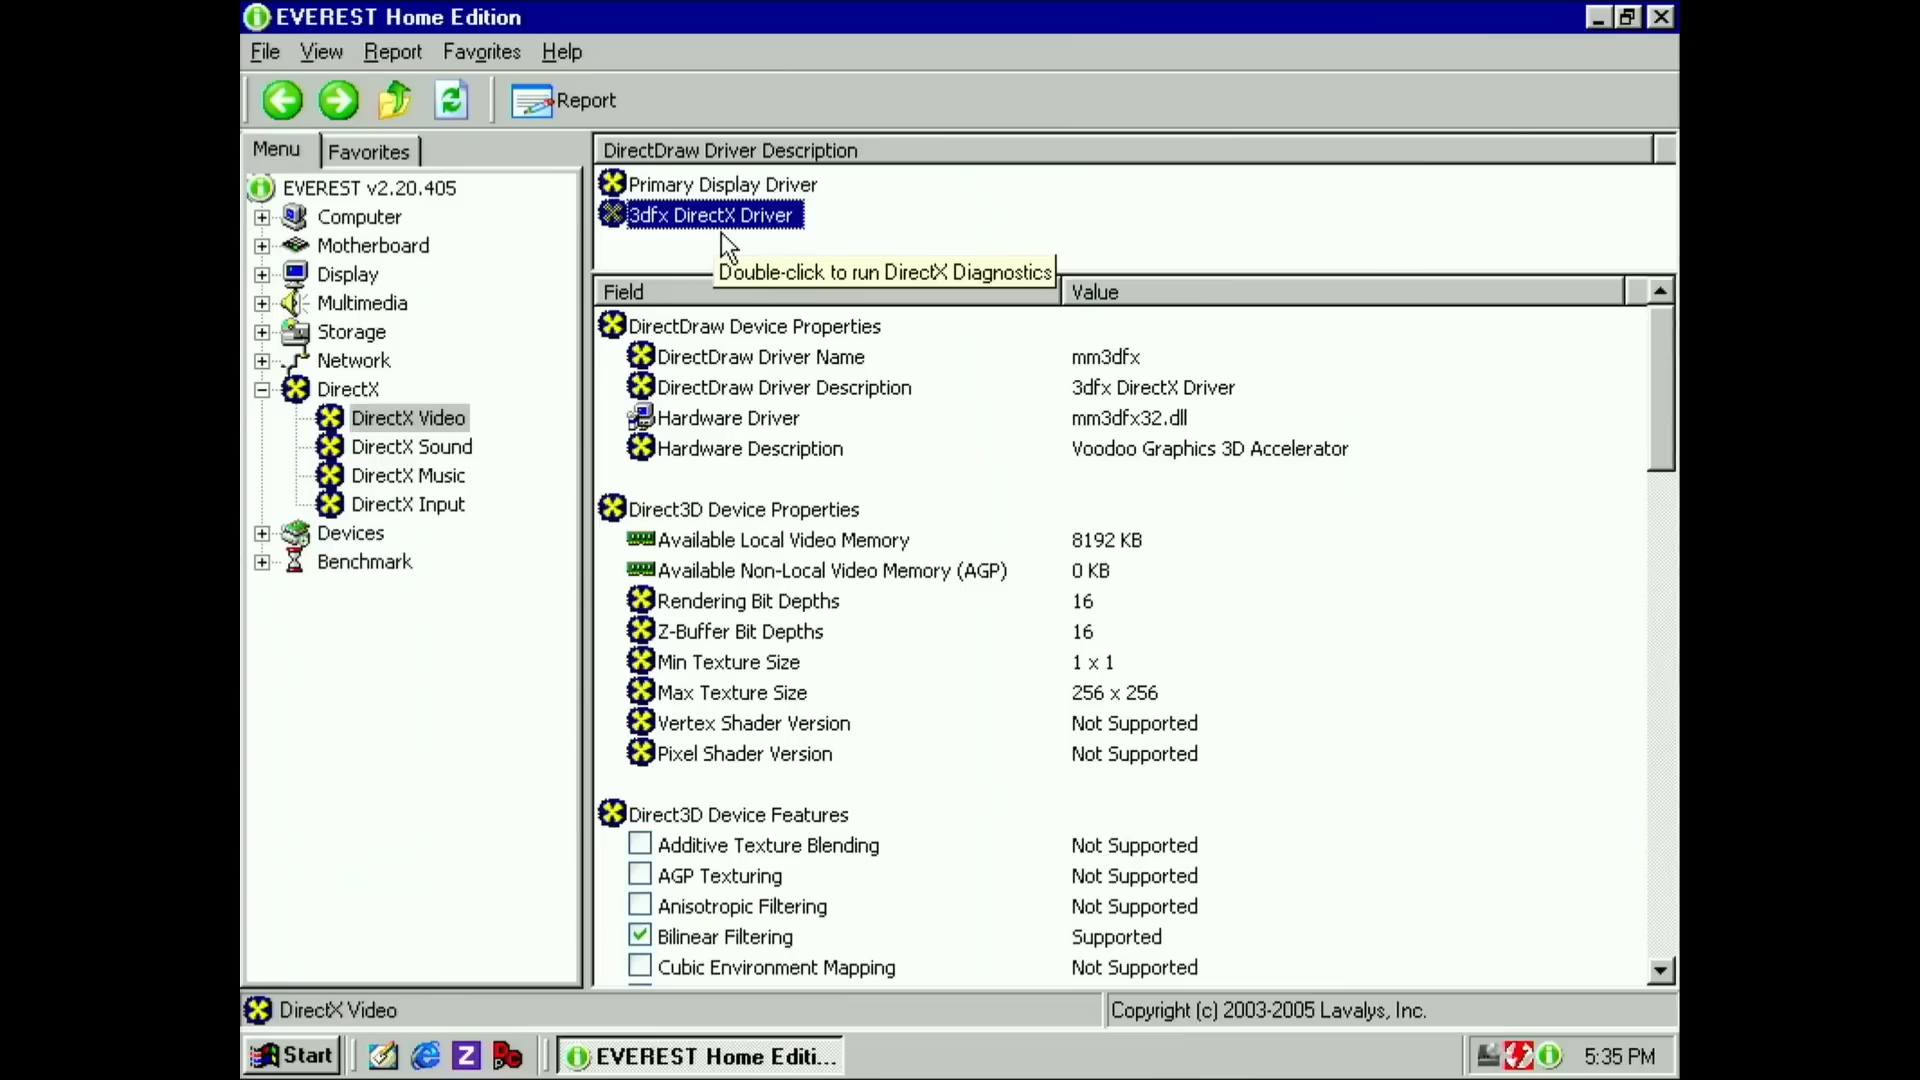 EVEREST Home Edition
File View Report Favorites Help
Report
Menu Favorites
EVEREST v2.20.405
Computer
Motherboard
Display
Multimedia
Storage
Network
DirectX
DirectX Video
DirectX Sound
DirectX Music
DirectX Input
Devices
Benchmark
DirectDraw Driver Description
Primary Display Driver
3dfx DirectX Driver
Double-click to run DirectX Diagnostics
Field Value
DirectDraw Device Properties
DirectDraw Driver Name mm3dfx
DirectDraw Driver Description 3dfx DirectX Driver
Hardware Driver mm3dfx32.dll
Hardware Description Voodoo Graphics 3D Accelerator
Direct3D Device Properties
Available Local Video Memory 8192 KB
Available Non-Local Video Memory (AGP) 0 KB
Rendering Bit Depths 16
Z-Buffer Bit Depths 16
Min Texture Size 1 x 1
Max Texture Size 256 x 256
Vertex Shader Version Not Supported
Pixel Shader Version Not Supported
Direct3D Device Features
Additive Texture Blending Not Supported
AGP Texturing Not Supported
Anisotropic Filtering Not Supported
Bilinear Filtering Supported
Cubic Environment Mapping Not Supported
DirectX Video Copyright (c) 2003-2005 Lavalys, Inc.
Start EVEREST Home Editi... 5:35 PM